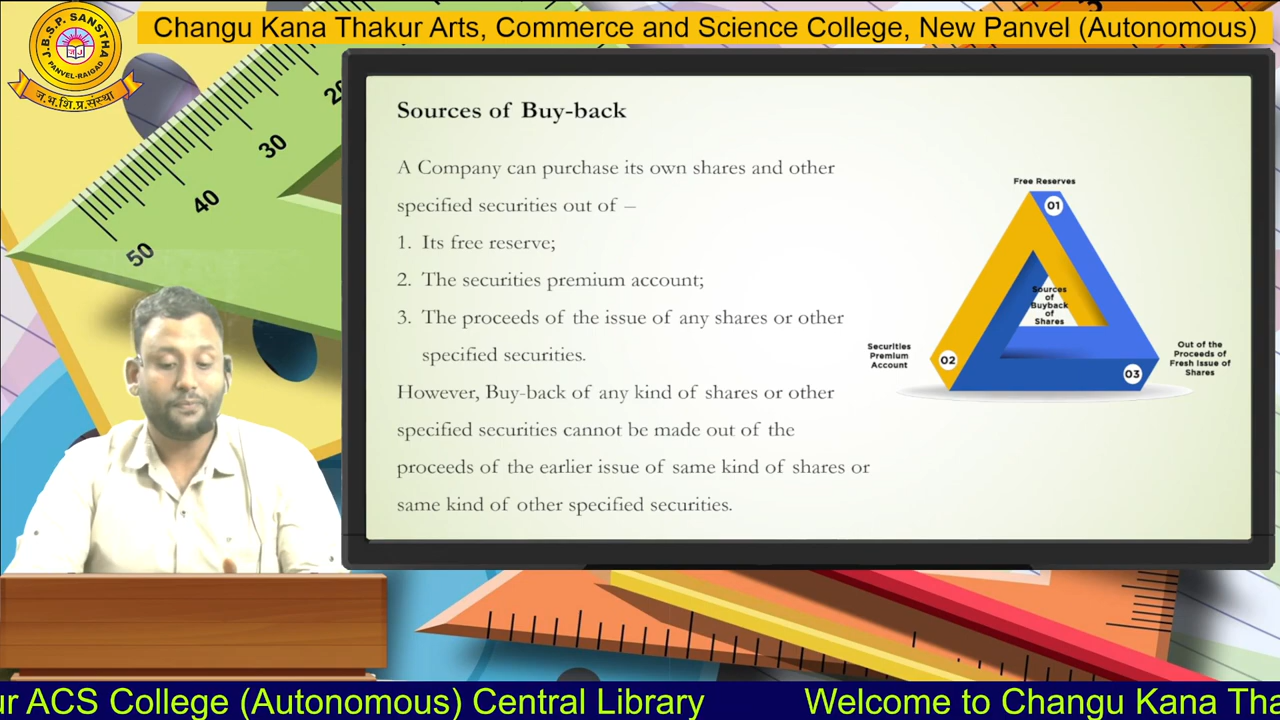 Changu Kana Thakur Arts, Commerce and Science College, New Panvel (Autonomous)
J.B.S.P. SANSTHA
PANVEL-RAIGAD
ज.भ.शि.प्र.संस्था
20
30
40
50
Sources of Buy-back
A Company can purchase its own shares and other
specified securities out of –
1. Its free reserve;
2. The securities premium account;
3. The proceeds of the issue of any shares or other
specified securities.
However, Buy-back of any kind of shares or other
specified securities cannot be made out of the
proceeds of the earlier issue of same kind of shares or
same kind of other specified securities.
Free Reserves
01
Sources
of
Buyback
of
Shares
Securities
Premium
Account
02
03
Out of the
Proceeds of
Fresh Issue of
Shares
ur ACS College (Autonomous) Central Library
Welcome to Changu Kana Tha